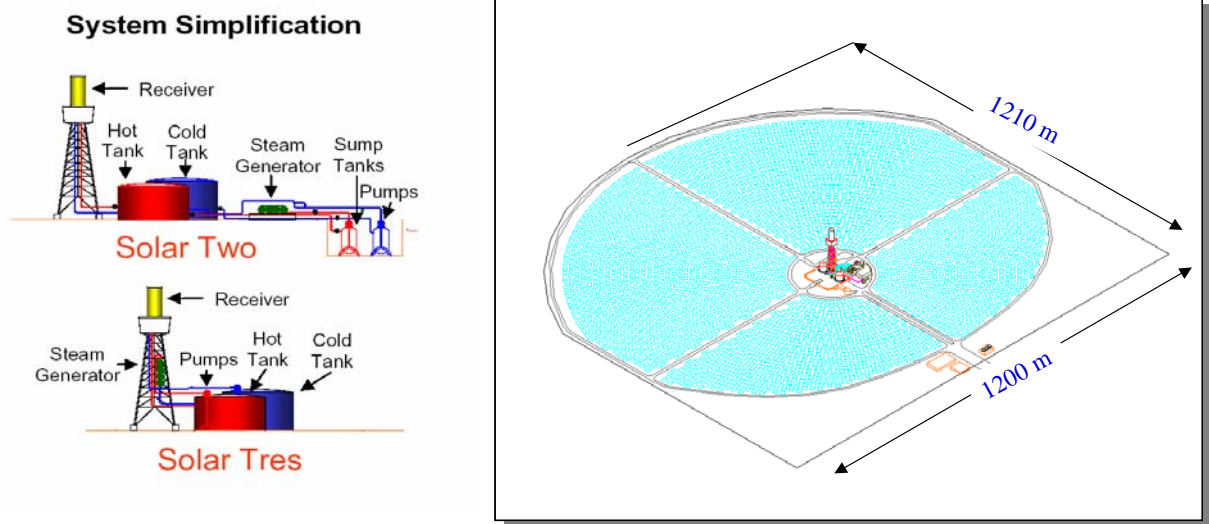 System Simplification
Receiver
Hot
Tank
Cold
Tank
Steam
Generator
Sump
Tanks
Pumps
Solar Two
Receiver
Steam
Generator
Pumps
Hot
Tank
Cold
Tank
Solar Tres
1210 m
1200 m